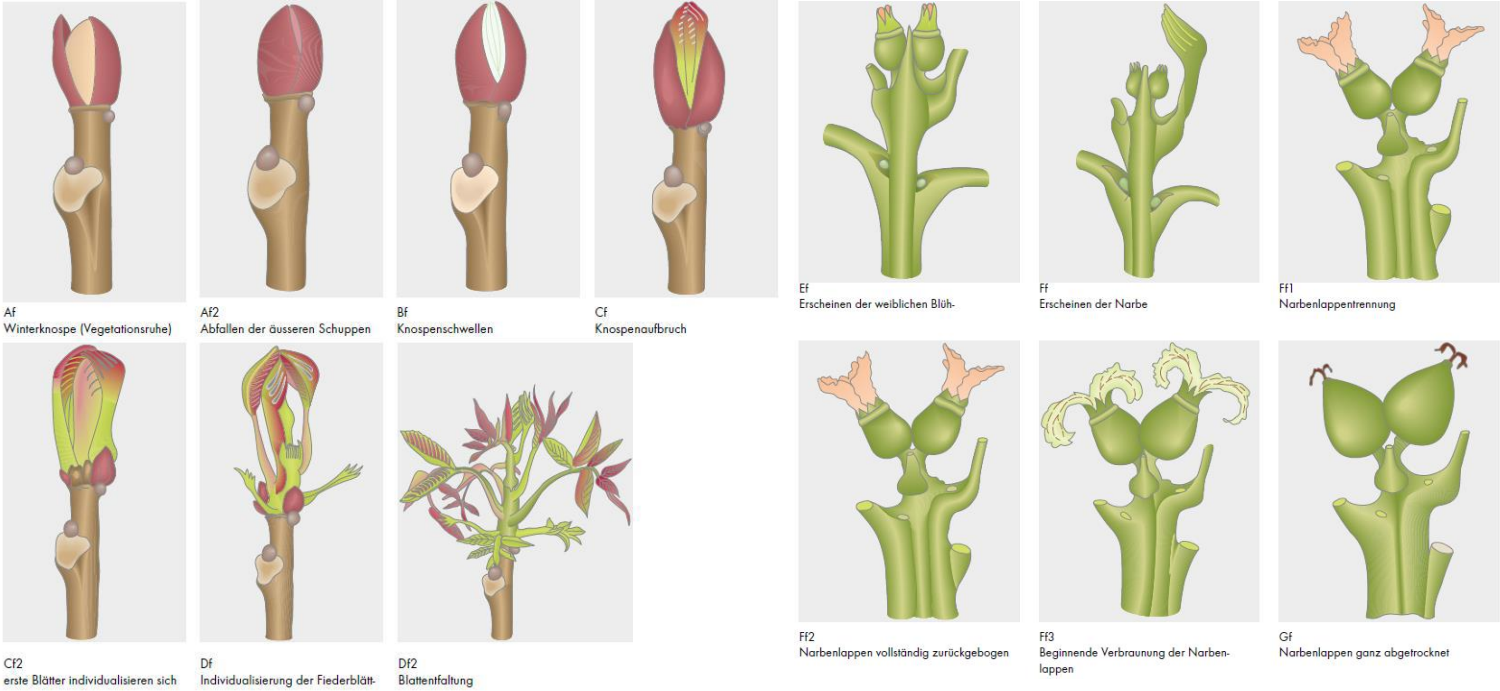 Af
Winterknospe (Vegetationsruhe)
Af2
Abfallen der äusseren Schuppen
Bf
Knospenschwellen
Cf
Knospenaufbruch
Cf2
erste Blätter individualisieren sich
Df
Individualisierung der Fiederblätt-
Df2
Blattentfaltung
Ef
Erscheinen der weiblichen Blüh-
Ff
Erscheinen der Narbe
Ff1
Narbenlappentrennung
Ff2
Narbenlappen vollständig zurückgebogen
Ff3
Beginnende Verbraunung der Narben-
lappen
Gf
Narbenlappen ganz abgetrocknet